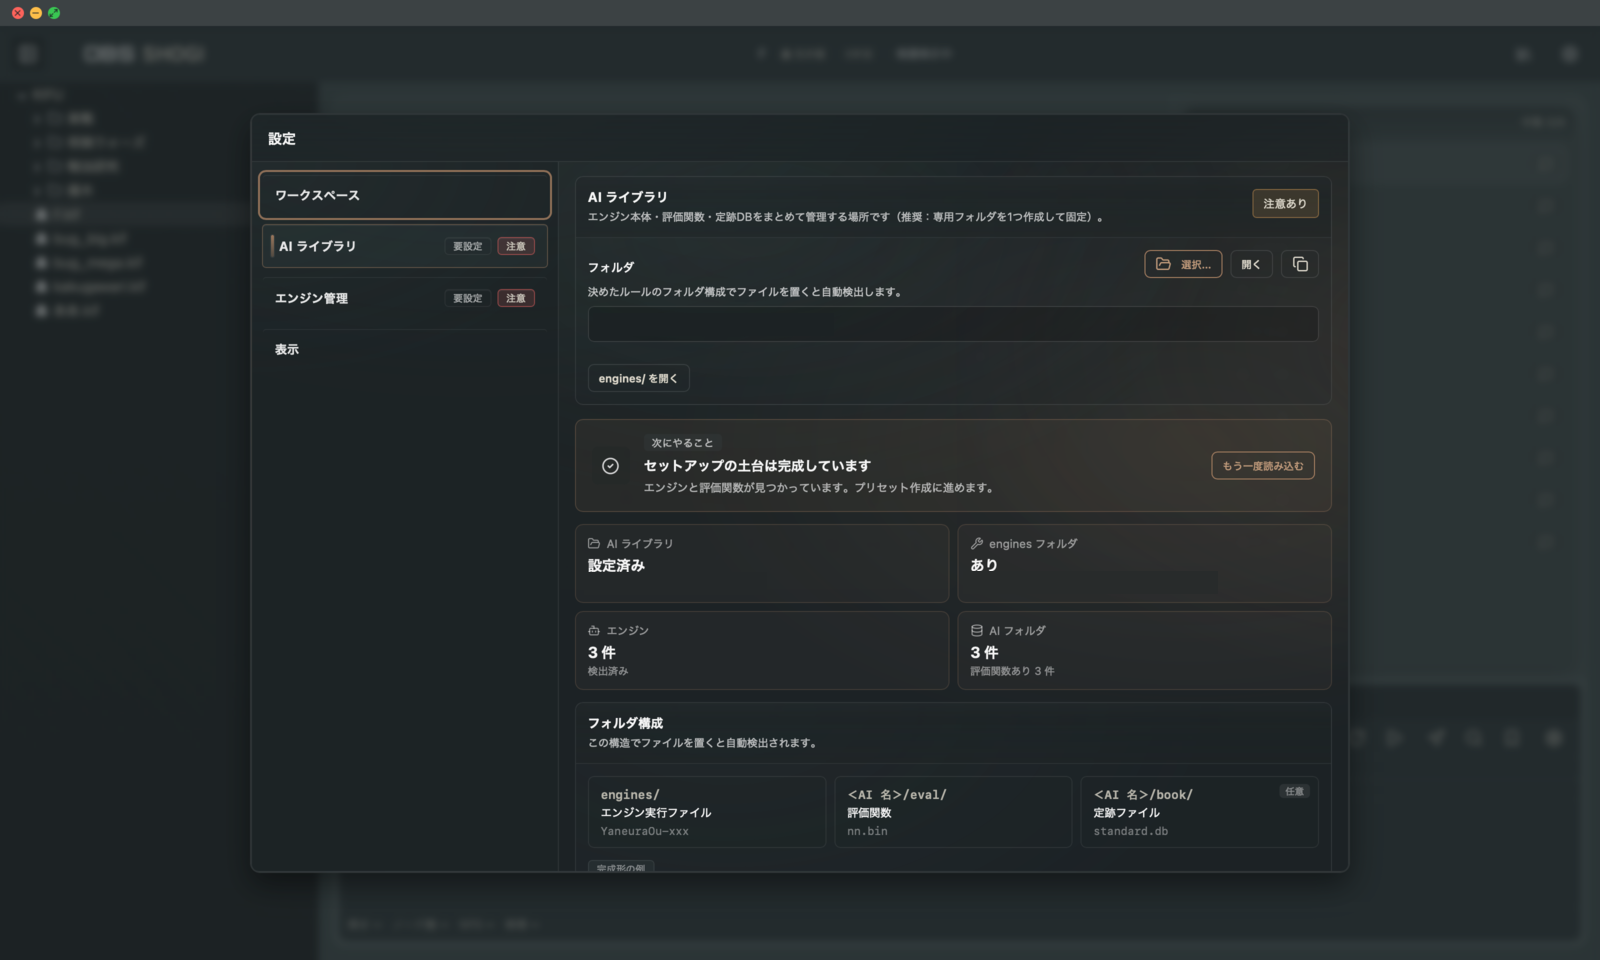 設定
ワークスペース
AI ライブラリ
要設定
注意
エンジン管理
要設定
注意
表示
AI ライブラリ
エンジン本体・評価関数・定跡DBをまとめて管理する場所です（推奨：専用フォルダを1つ作成して固定）。
注意あり
フォルダ
選択...
開く
決めたルールのフォルダ構成でファイルを置くと自動検出します。
engines/ を開く
次にやること
セットアップの土台は完成しています
エンジンと評価関数が見つかっています。プリセット作成に進めます。
もう一度読み込む
AI ライブラリ
設定済み
engines フォルダ
あり
エンジン
3 件
検出済み
AI フォルダ
3 件
評価関数あり 3 件
フォルダ構成
この構造でファイルを置くと自動検出されます。
engines/
エンジン実行ファイル
YaneuraOu-xxx
<AI 名>/eval/
評価関数
nn.bin
<AI 名>/book/
任意
定跡ファイル
standard.db
完成形の例